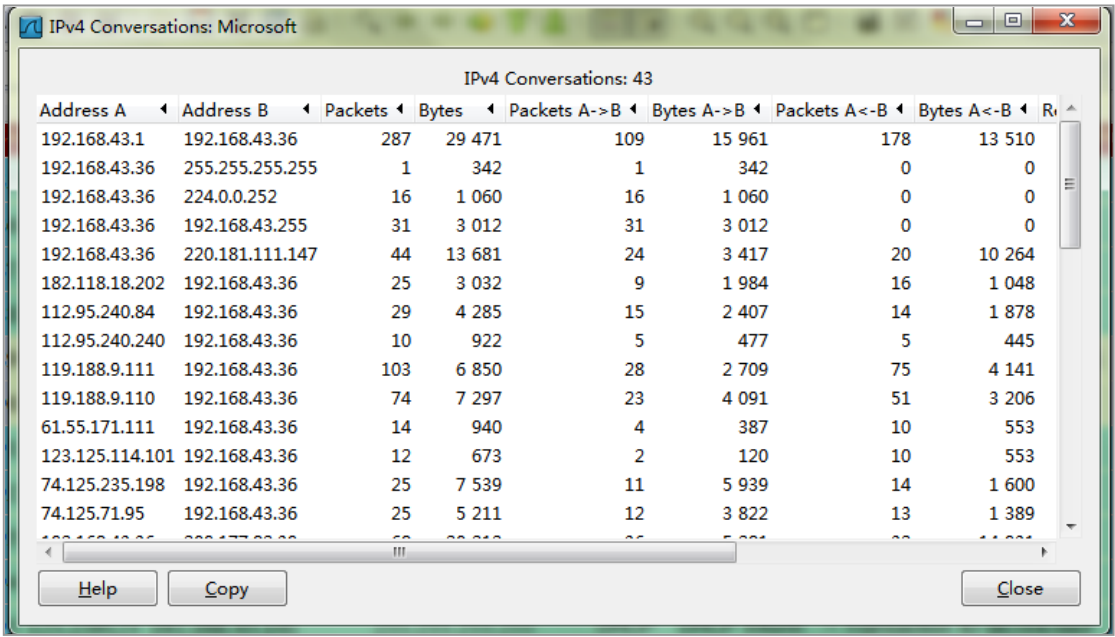 IPv4 Conversations: Microsoft
IPv4 Conversations: 43
Address A Address B Packets Bytes Packets A->B Bytes A->B Packets A<-B Bytes A<-B
192.168.43.1 192.168.43.36 287 29 471 109 15 961 178 13 510
192.168.43.36 255.255.255.255 1 342 1 342 0 0
192.168.43.36 224.0.0.252 16 1 060 16 1 060 0 0
192.168.43.36 192.168.43.255 31 3 012 31 3 012 0 0
192.168.43.36 220.181.111.147 44 13 681 24 3 417 20 10 264
182.118.18.202 192.168.43.36 25 3 032 9 1 984 16 1 048
112.95.240.84 192.168.43.36 29 4 285 15 2 407 14 1 878
112.95.240.240 192.168.43.36 10 922 5 477 5 445
119.188.9.111 192.168.43.36 103 6 850 28 2 709 75 4 141
119.188.9.110 192.168.43.36 74 7 297 23 4 091 51 3 206
61.55.171.111 192.168.43.36 14 940 4 387 10 553
123.125.114.101 192.168.43.36 12 673 2 120 10 553
74.125.235.198 192.168.43.36 25 7 539 11 5 939 14 1 600
74.125.71.95 192.168.43.36 25 5 211 12 3 822 13 1 389
Help Copy Close